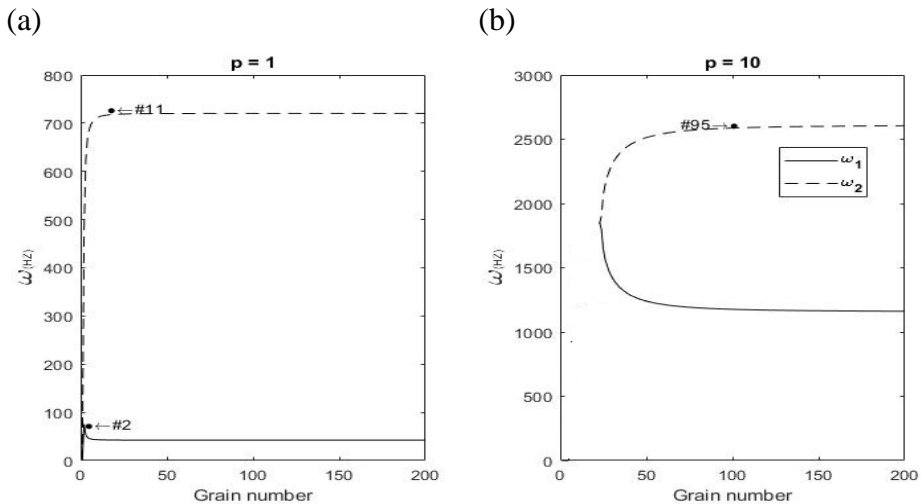 (a)
(b)
p = 1
800
700
600
500
400
300
200
100
0
ω(HZ)
←#11
←#2
0 50 100 150 200
Grain number
p = 10
3000
2500
2000
1500
1000
500
0
ω(HZ)
#95→
ω1
ω2
0 50 100 150 200
Grain number